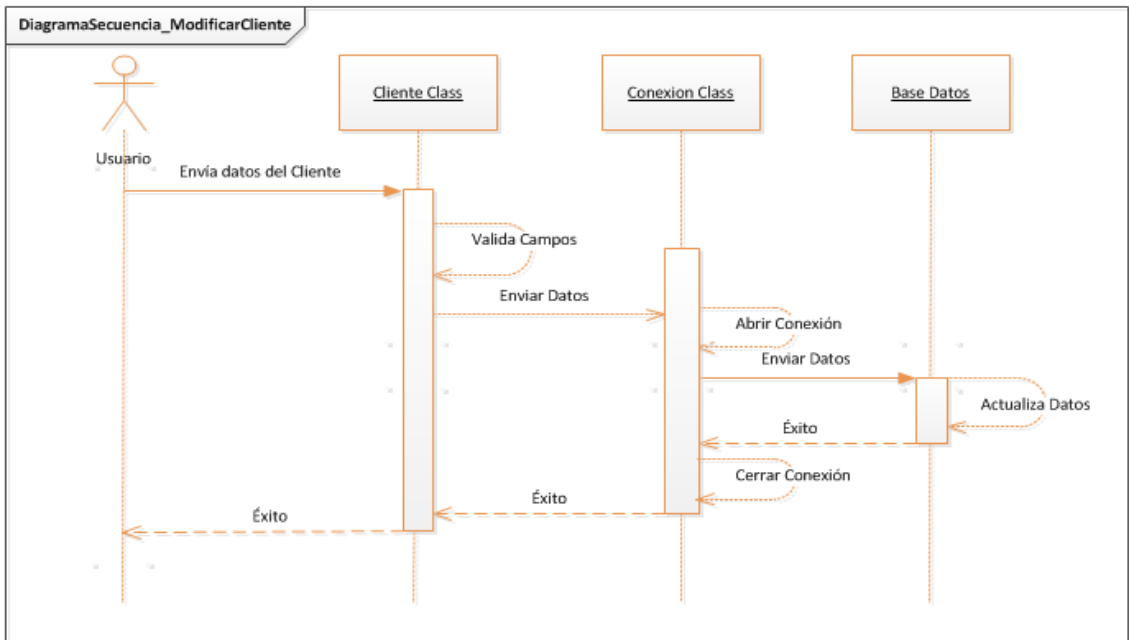 DiagramaSecuencia_ModificarCliente
Cliente Class
Conexion Class
Base Datos
Usuario
Envía datos del Cliente
Valida Campos
Enviar Datos
Abrir Conexión
Enviar Datos
Actualiza Datos
Éxito
Cerrar Conexión
Éxito
Éxito